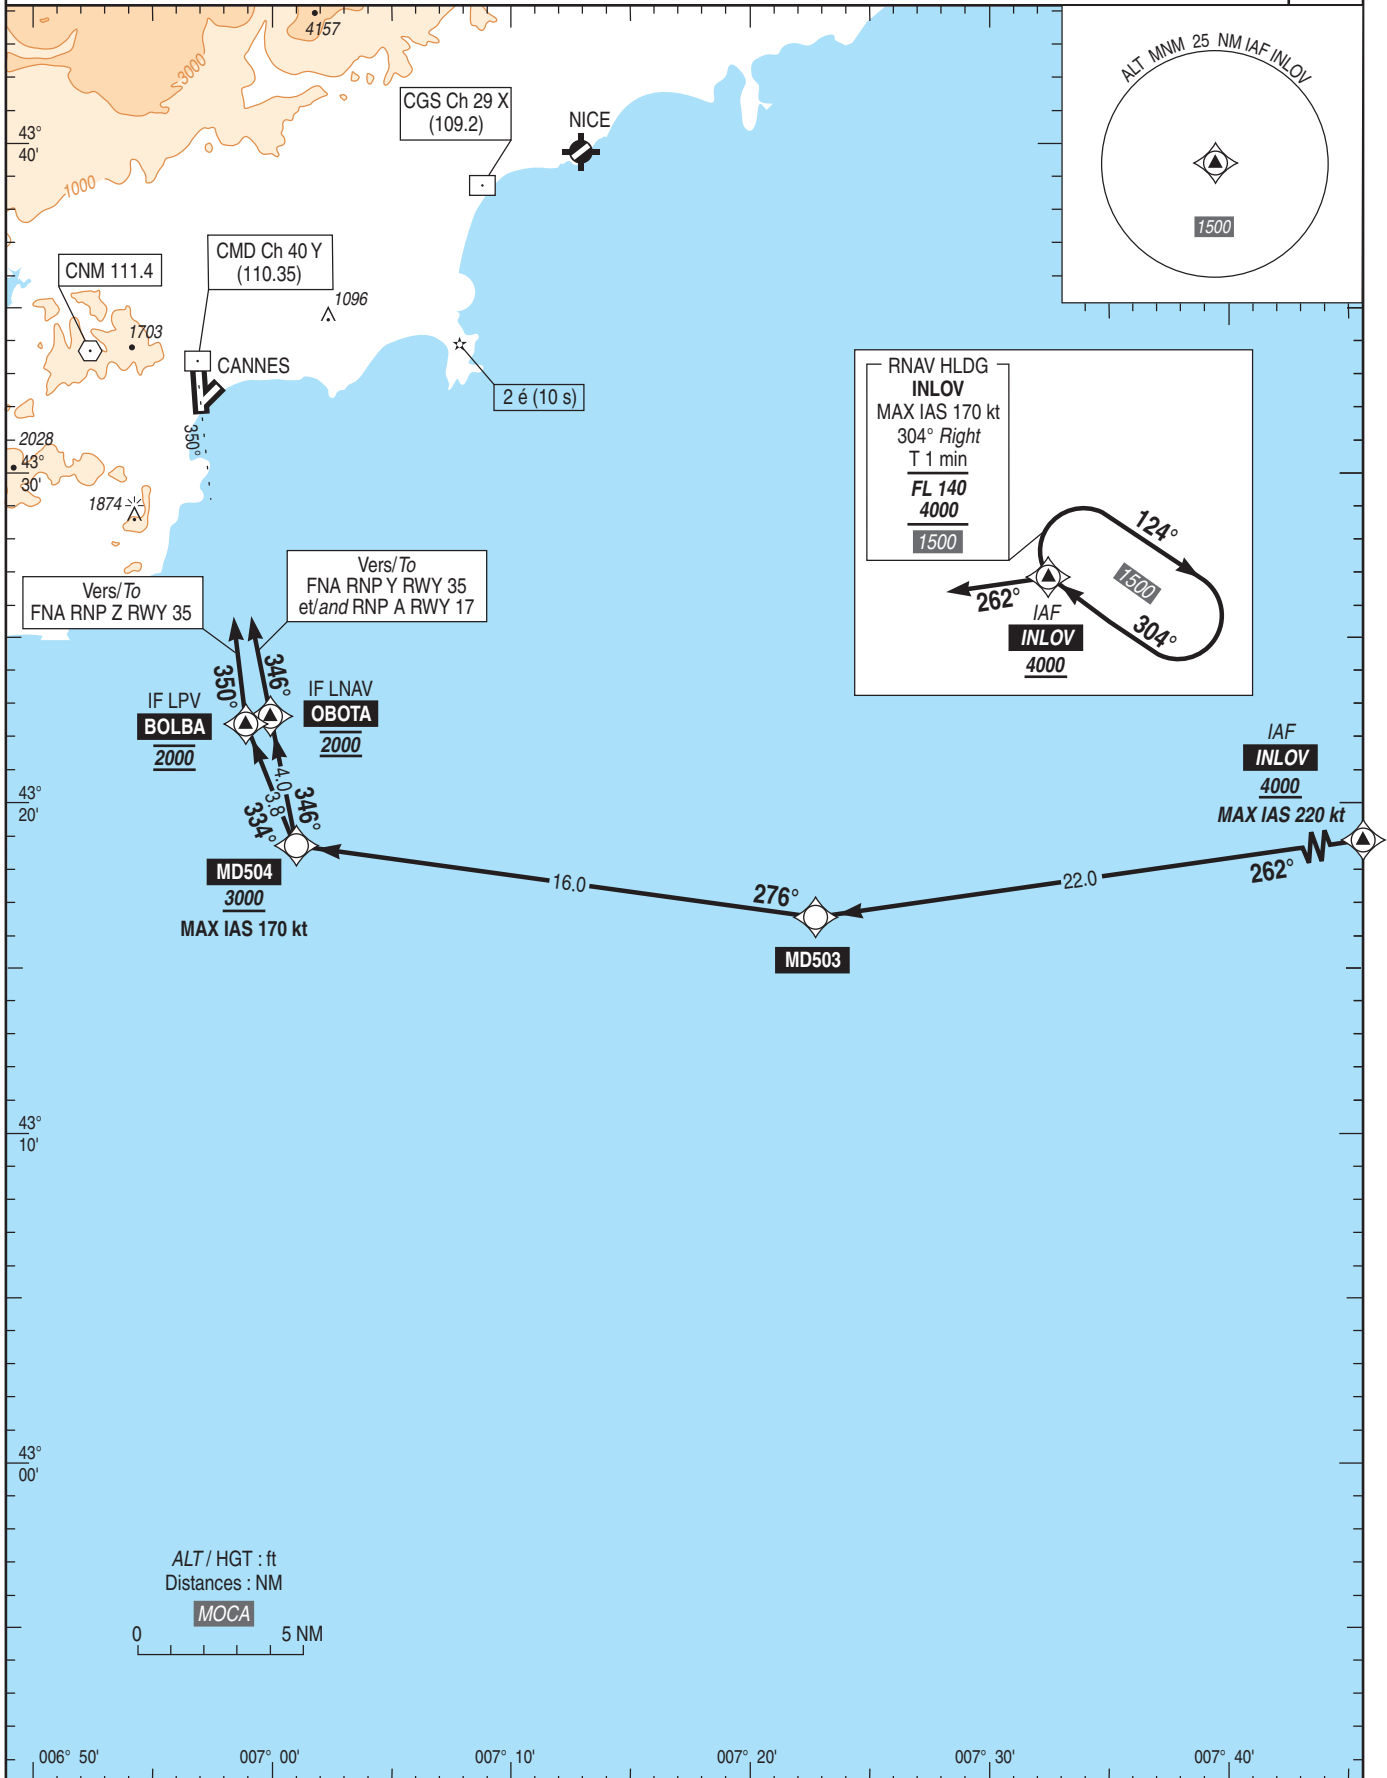 4157
3000
1000
43°
40'
CGS Ch 29 X
(109.2)
NICE
ALT MNM 25 NM IAF INLOV
1500
CNM 111.4
CMD Ch 40 Y
(110.35)
1096
1703
CANNES
2 é (10 s)
350°
2028
43°
30'
1874
RNAV HLDG
INLOV
MAX IAS 170 kt
304° Right
T 1 min
FL 140
4000
1500
124°
1500
304°
262°
IAF
INLOV
4000
Vers/To
FNA RNP Z RWY 35
Vers/To
FNA RNP Y RWY 35
et/and RNP A RWY 17
350°
346°
IF LPV
BOLBA
2000
IF LNAV
OBOTA
2000
4.0
3.8
334°
346°
43°
20'
MD504
3000
MAX IAS 170 kt
16.0
276°
MD503
22.0
262°
IAF
INLOV
4000
MAX IAS 220 kt
43°
10'
43°
00'
ALT / HGT : ft
Distances : NM
MOCA
0 5 NM
006° 50' 007° 00' 007° 10' 007° 20' 007° 30' 007° 40'